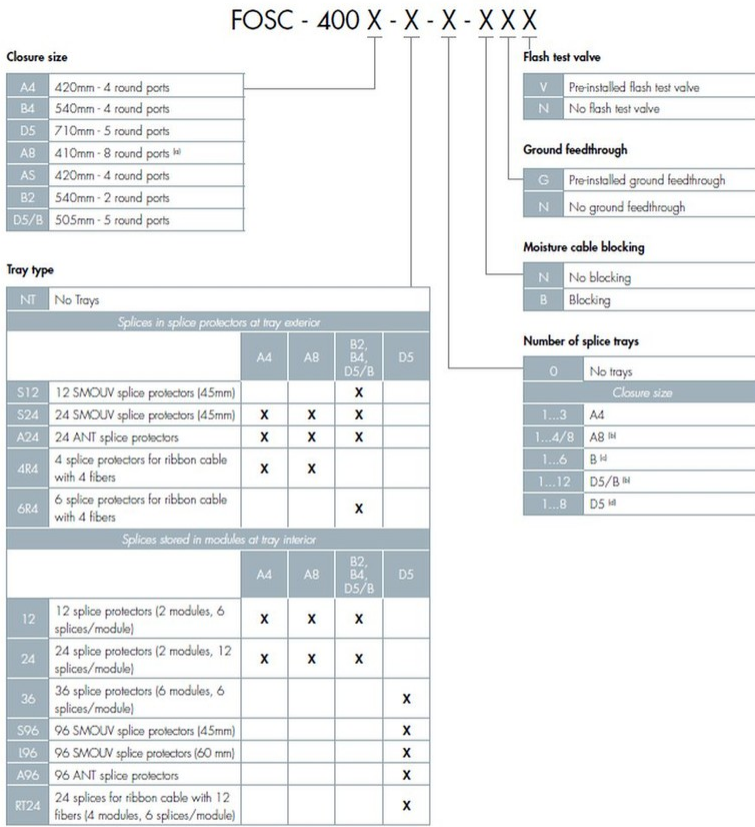 FOSC - 400 X - X - X - X X X
Closure size
A4 420mm - 4 round ports
B4 540mm - 4 round ports
D5 710mm - 5 round ports
A8 410mm - 8 round ports (a)
AS 420mm - 4 round ports
B2 540mm - 2 round ports
D5/B 505mm - 5 round ports
Flash test valve
V Pre-installed flash test valve
N No flash test valve
Ground feedthrough
G Pre-installed ground feedthrough
N No ground feedthrough
Moisture cable blocking
N No blocking
B Blocking
Number of splice trays
0 No trays
Closure size
1...3 A4
1...4/8 A8 (b)
1...6 B (c)
1...12 D5/B (b)
1...8 D5 (d)
Tray type
NT No Trays
Splices in splice protectors at tray exterior
A4 A8 B2, D5
B4,
D5/B
S12 12 SMOUV splice protectors (45mm) X
S24 24 SMOUV splice protectors (45mm) X X X
A24 24 ANT splice protectors X X X
4R4 4 splice protectors for ribbon cable X X
with 4 fibers
6R4 6 splice protectors for ribbon cable X
with 4 fibers
Splices stored in modules at tray interior
A4 A8 B2, D5
B4,
D5/B
12 12 splice protectors (2 modules, 6 X X X
splices/module)
24 24 splice protectors (2 modules, 12 X X X
splices/module)
36 36 splice protectors (6 modules, 6 X
splices/module)
S96 96 SMOUV splice protectors (45mm) X
L96 96 SMOUV splice protectors (60 mm) X
A96 96 ANT splice protectors X
RT24 24 splices for ribbon cable with 12 X
fibers (4 modules, 6 splices/module)